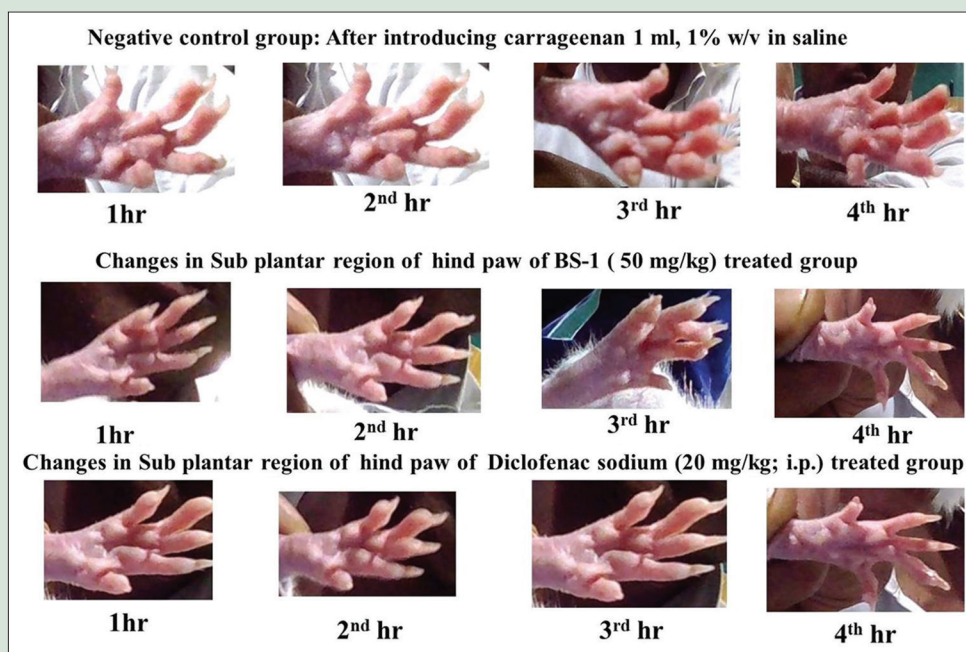 Negative control group: After introducing carrageenan 1 ml, 1% w/v in saline
1hr
2nd hr
3rd hr
4th hr
Changes in Sub plantar region of hind paw of BS-1 ( 50 mg/kg) treated group
1hr
2nd hr
3rd hr
4th hr
Changes in Sub plantar region of hind paw of Diclofenac sodium (20 mg/kg; i.p.) treated group
1hr
2nd hr
3rd hr
4th hr